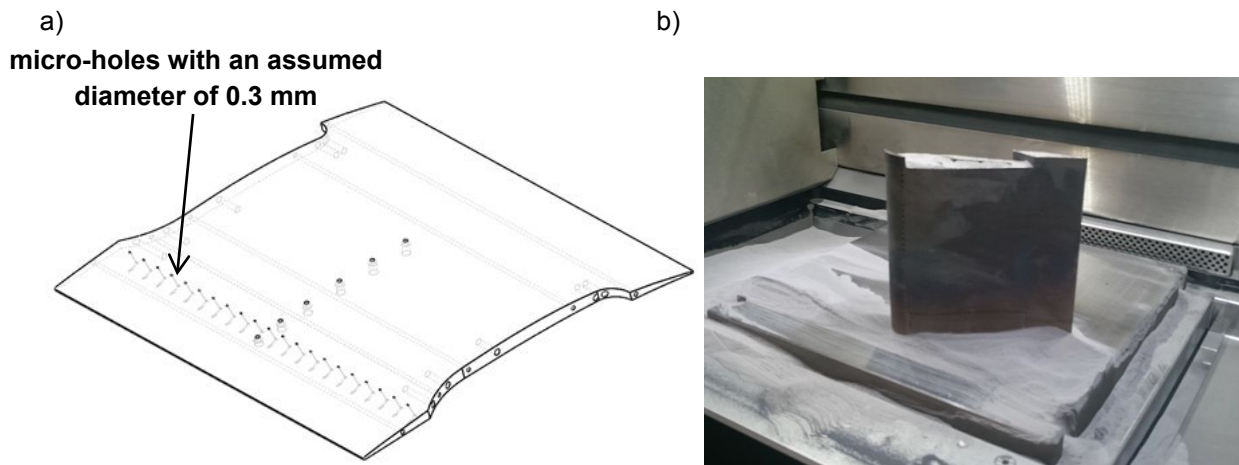 a)
b)
micro-holes with an assumed
diameter of 0.3 mm